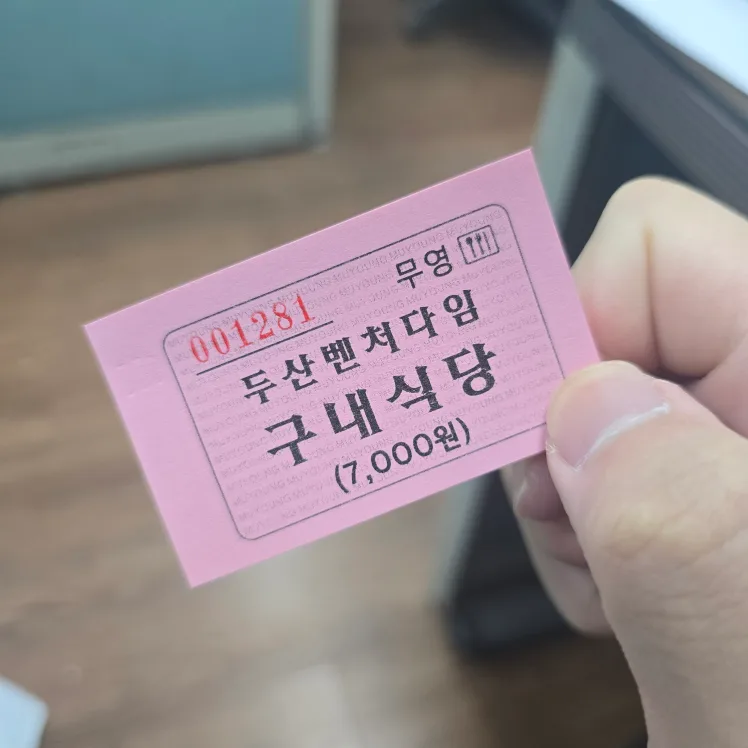 무영
001281
두산벤처다임
구내식당
(7,000원)